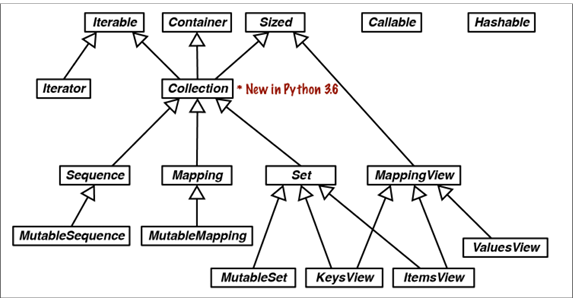 Iterable Container Sized Callable Hashable
Iterator Collection * New in Python 3.6
Sequence Mapping Set MappingView
MutableSequence MutableMapping ValuesView
MutableSet KeysView ItemsView